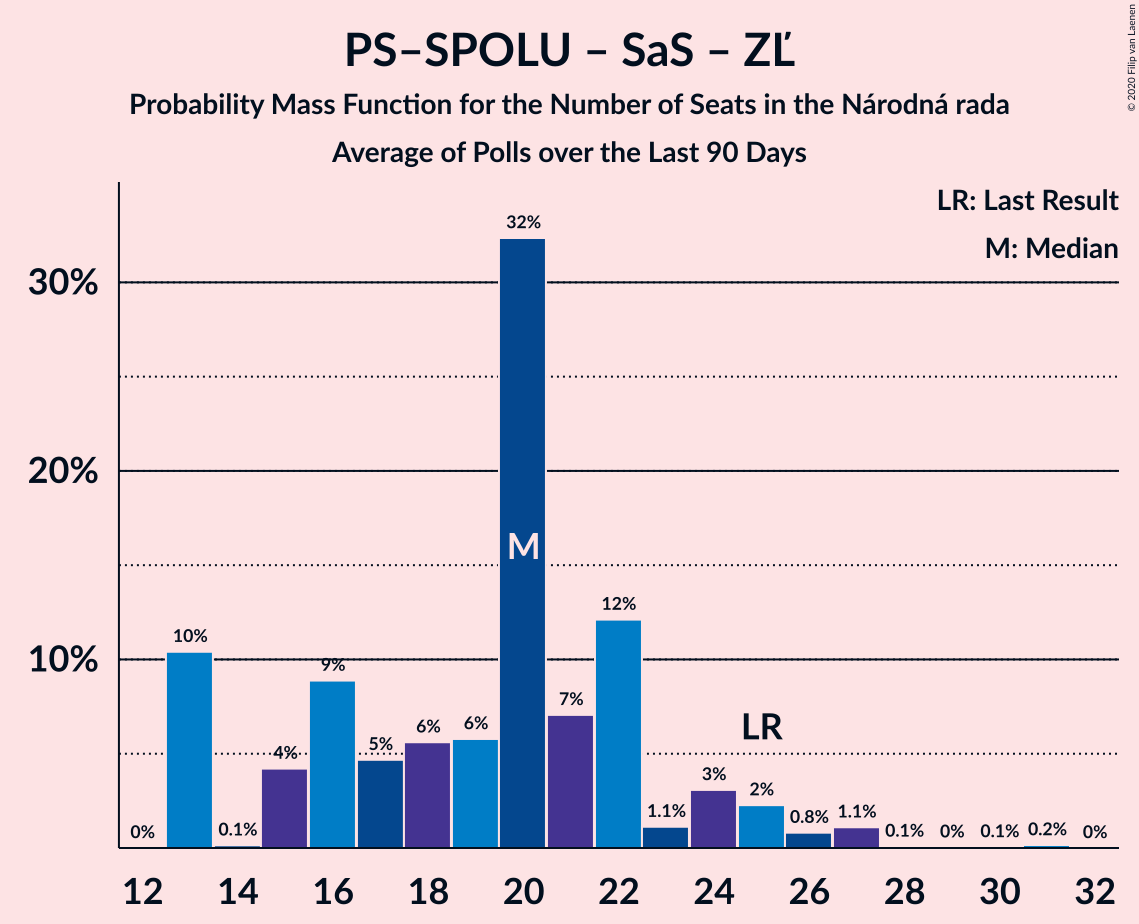 PS–SPOLU – SaS – ZĽ
Probability Mass Function for the Number of Seats in the Národná rada
Average of Polls over the Last 90 Days
© 2020 Filip van Laenen
LR: Last Result
M: Median
30%
20%
10%
0%
10%
0.1%
4%
9%
5%
6%
6%
32%
7%
12%
1.1%
3%
2%
0.8%
1.1%
0.1%
0%
0.1%
0.2%
0%
M
LR
12 14 16 18 20 22 24 26 28 30 32